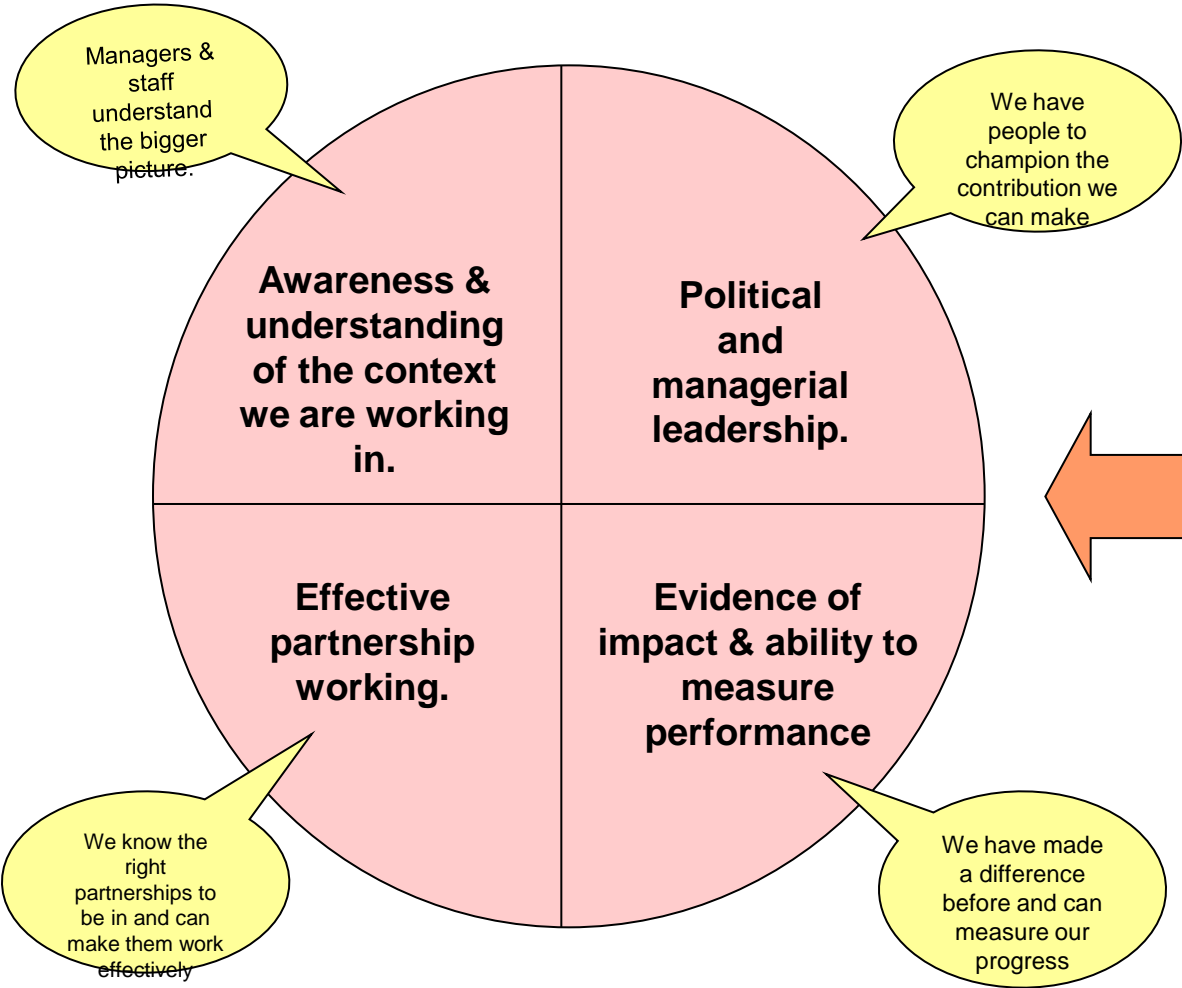 Managers &
staff
understand
the bigger
picture.
We have
people to
champion the
contribution we
can make
Awareness &
understanding
of the context
we are working
in.
Political
and
managerial
leadership.
Effective
partnership
working.
Evidence of
impact & ability to
measure
performance
We know the
right
partnerships to
be in and can
make them work
effectively
We have made
a difference
before and can
measure our
progress